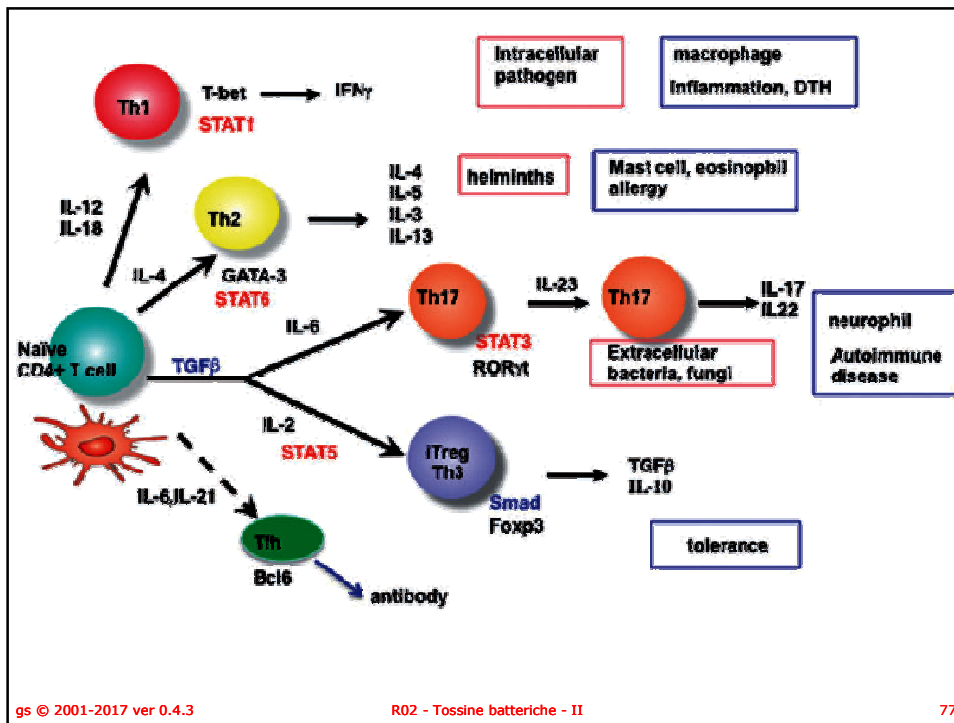 Intracellular
pathogen
macrophage
Inflammation, DTH
Th1
T-bet
IFNγ
STAT1
IL-12
IL-18
IL-4
Th2
GATA-3
STAT6
IL-4
IL-5
IL-3
IL-13
helminths
Mast cell, eosinophil
allergy
Naïve
CD4+ T cell
TGFβ
IL-6
Th17
STAT3
RORγt
IL-23
Th17
IL-17
IL22
Extracellular
bacteria, fungi
neurophil
Autoimmune
disease
IL-2
STAT5
iTreg
Th3
Smad
Foxp3
TGFβ
IL-10
tolerance
IL-6,IL-21
Tfh
Bcl6
antibody
gs © 2001-2017 ver 0.4.3
R02 - Tossine batteriche - II
77